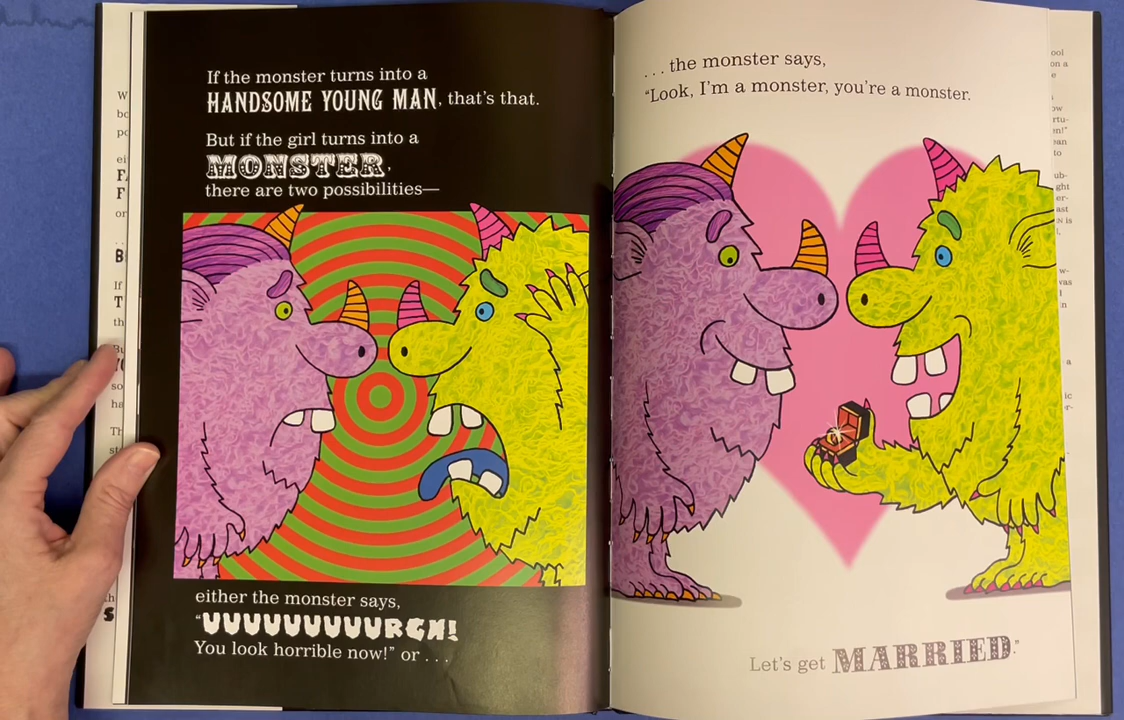 If the monster turns into a
HANDSOME YOUNG MAN, that's that.
But if the girl turns into a
MONSTER,
there are two possibilities—
either the monster says,
"UUUUUUUUURGH!
You look horrible now!" or . . .
. . . the monster says,
"Look, I'm a monster, you're a monster.
Let's get MARRIED."